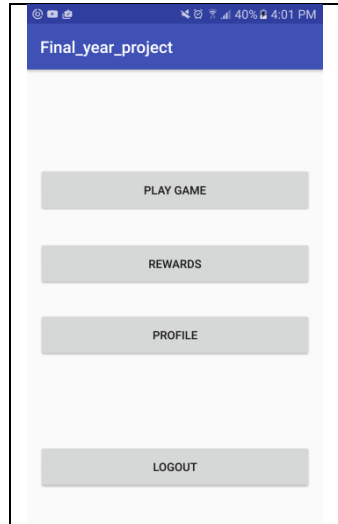 40% 4:01 PM
Final_year_project
PLAY GAME
REWARDS
PROFILE
LOGOUT